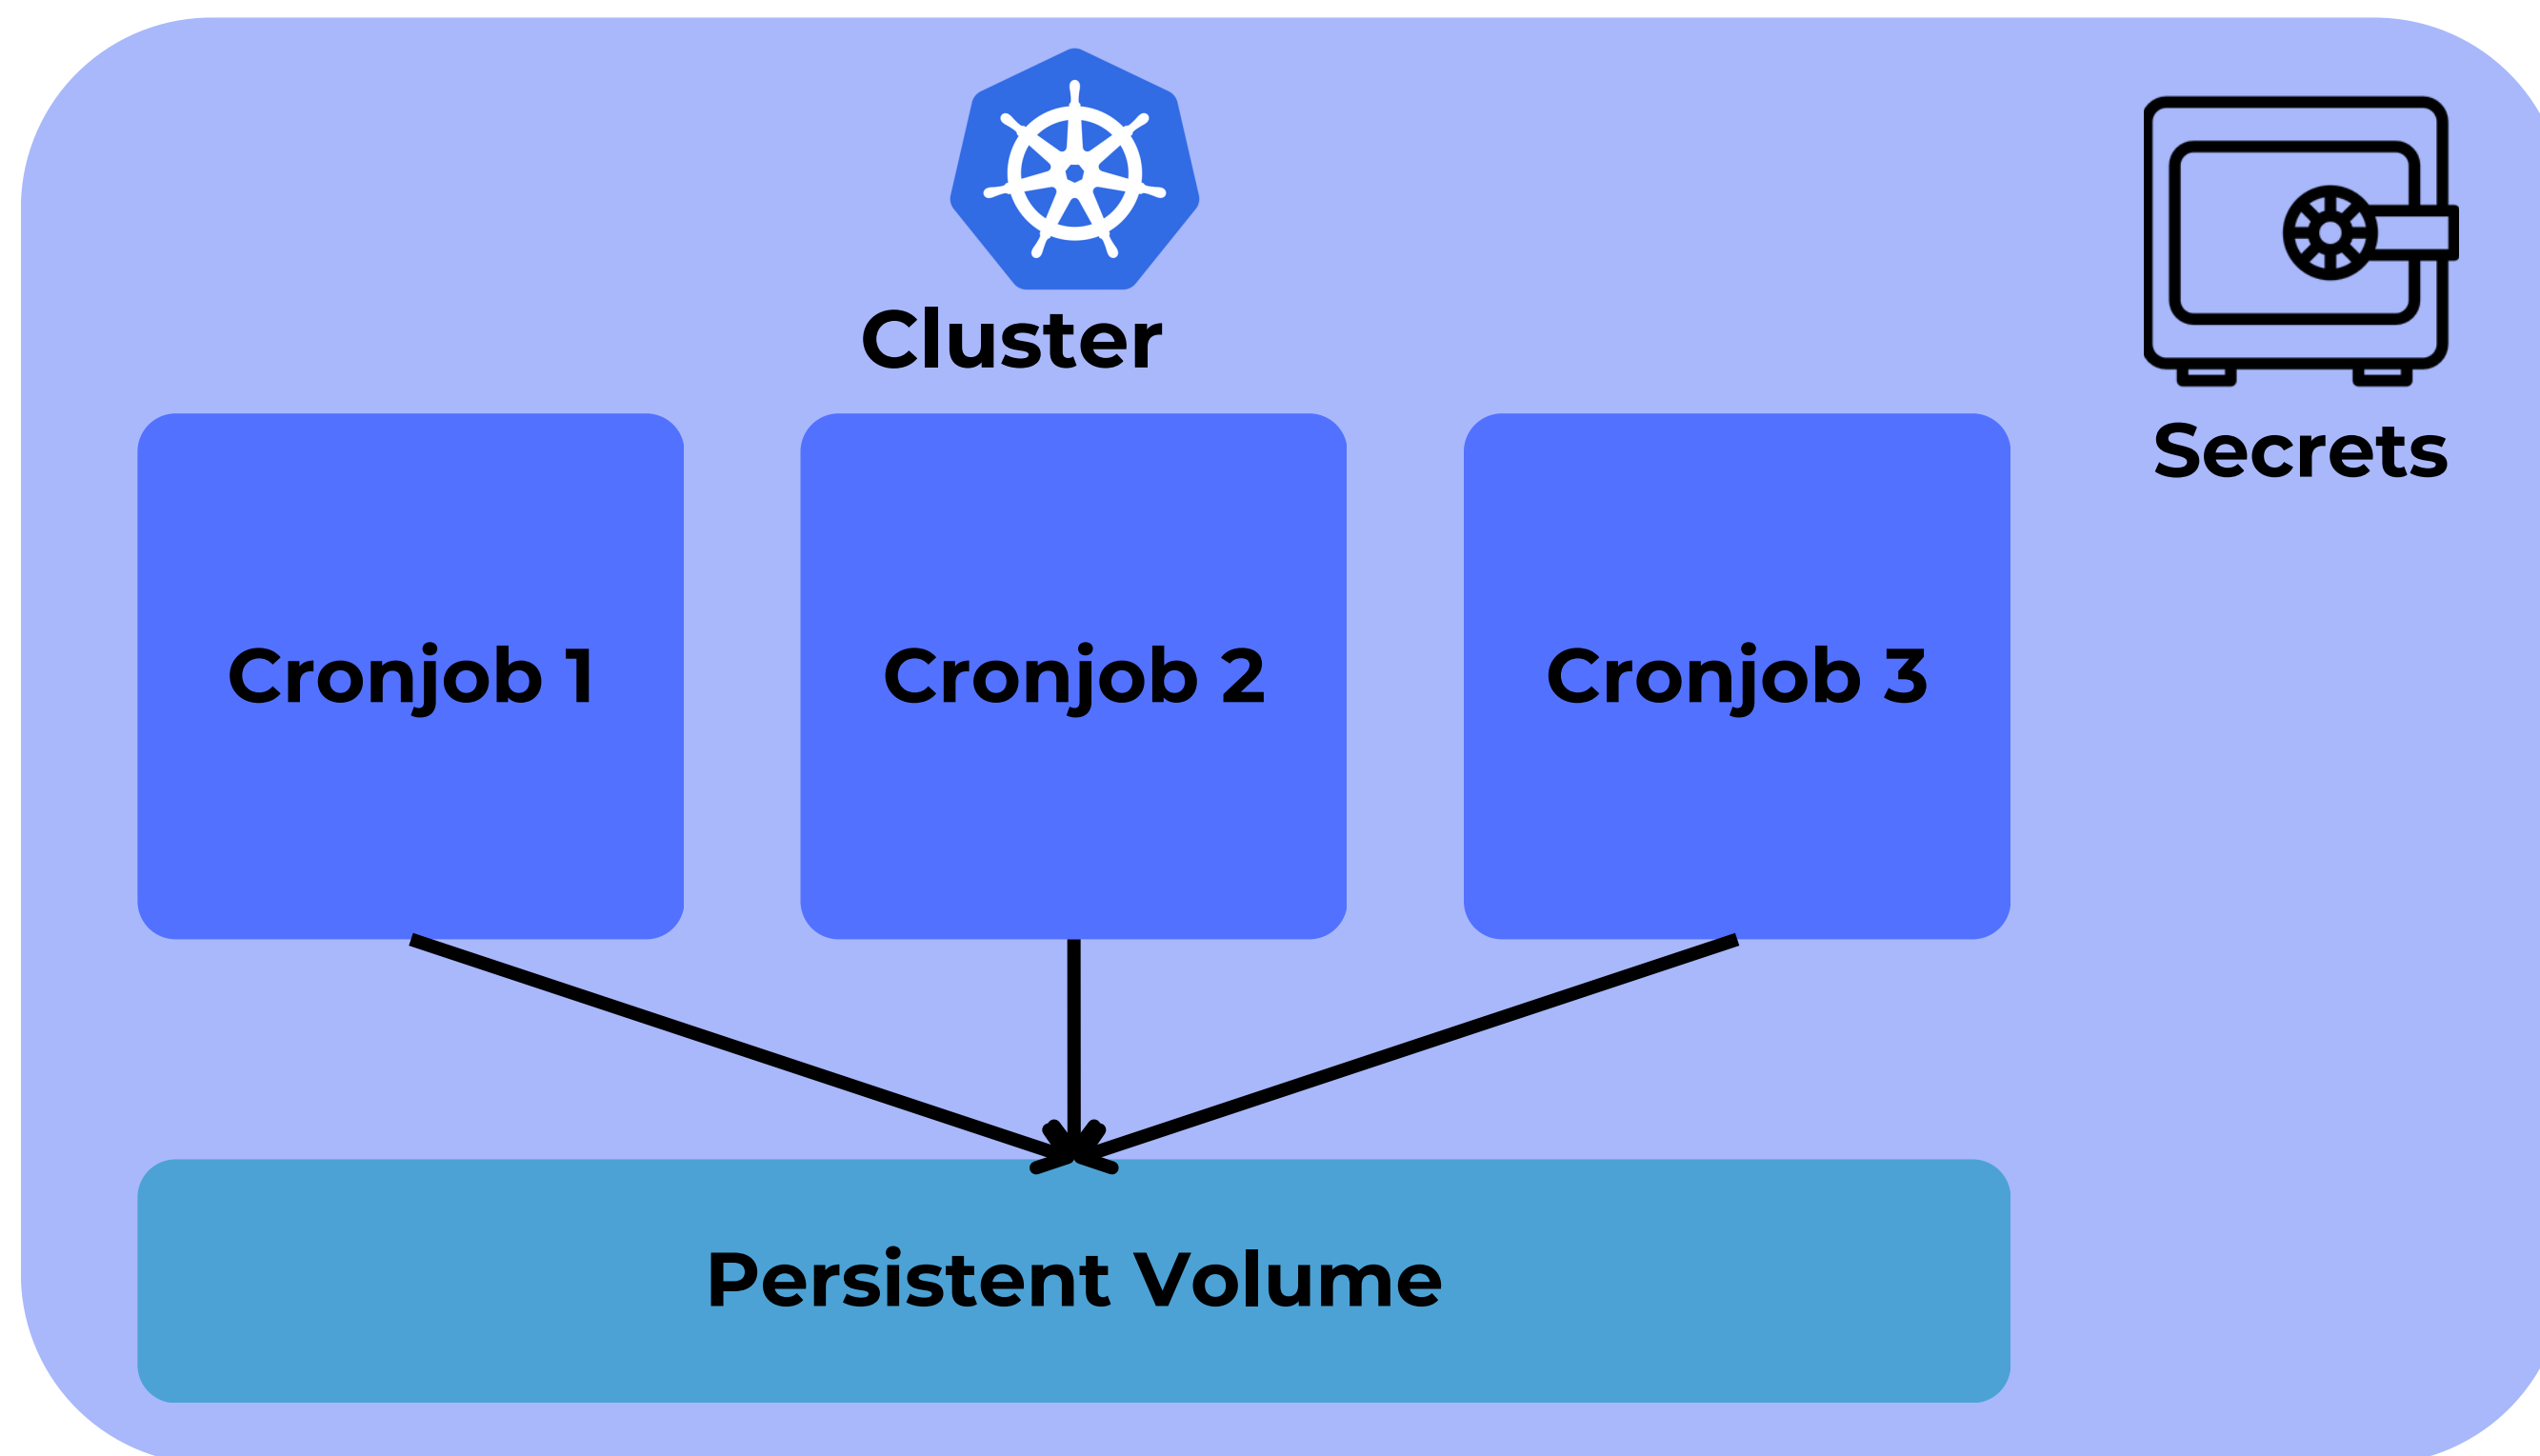 Cluster
Secrets
Cronjob 1
Cronjob 2
Cronjob 3
Persistent Volume